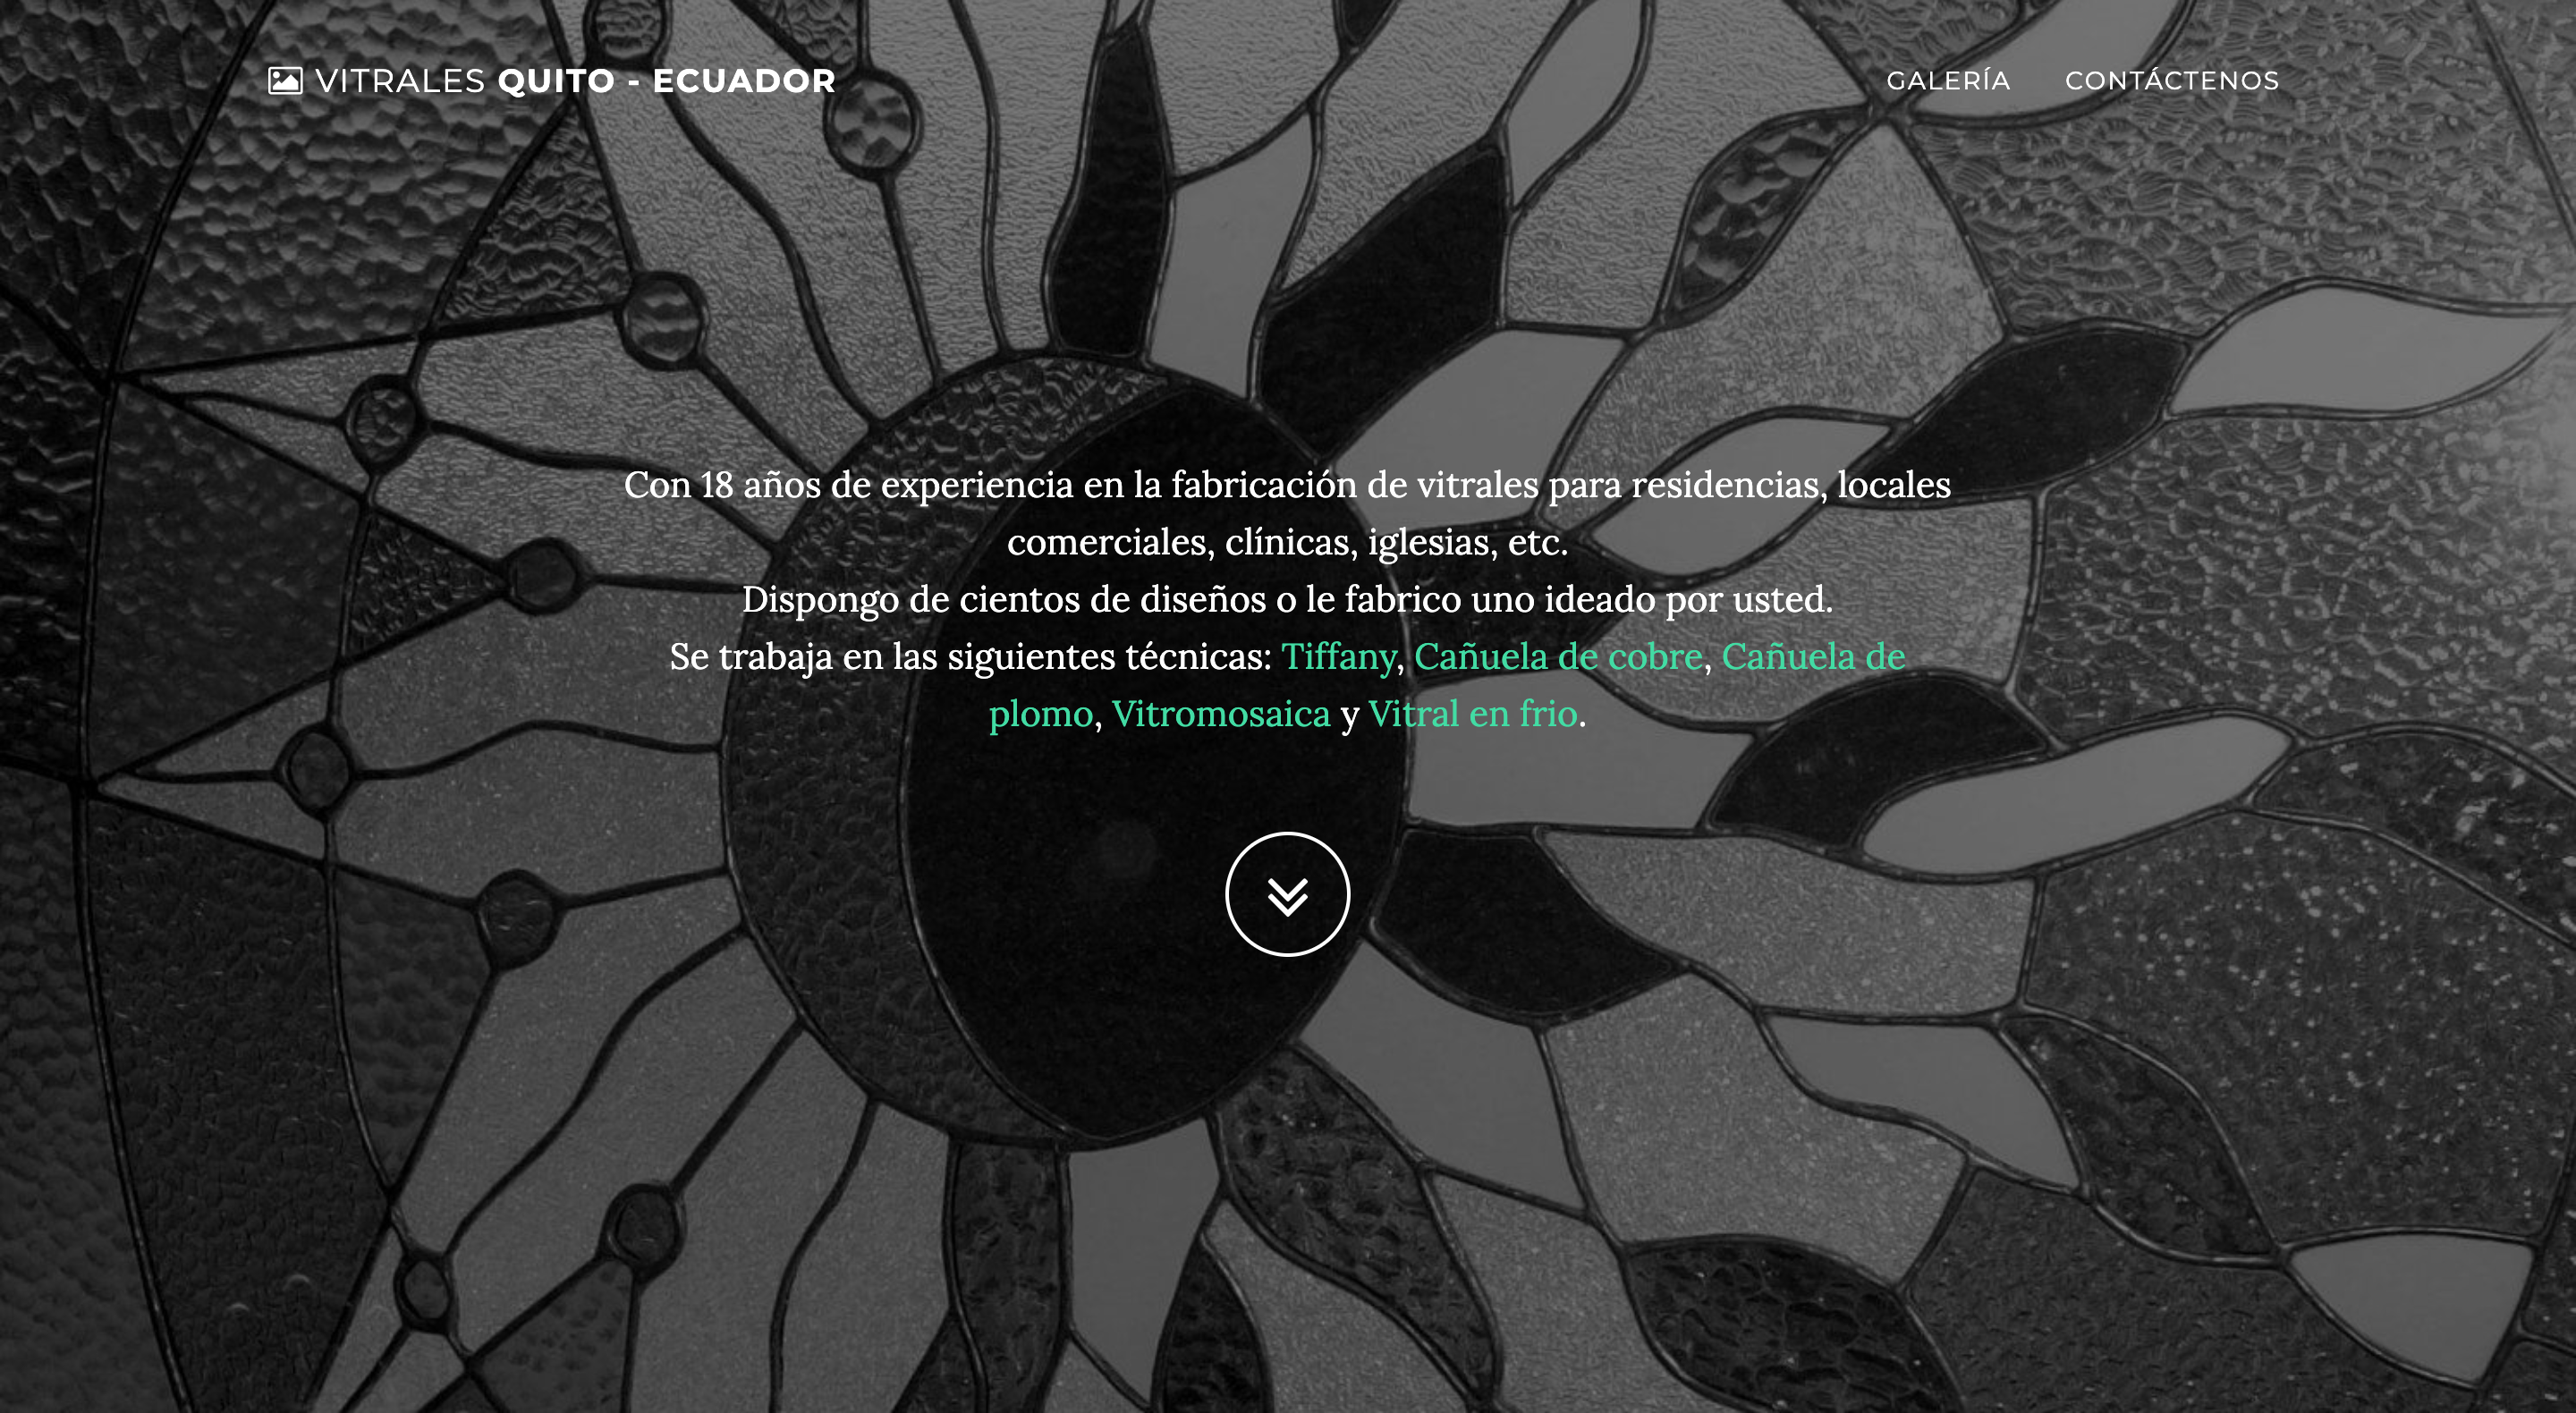 VITRALES QUITO - ECUADOR
GALERÍA
CONTÁCTENOS
Con 18 años de experiencia en la fabricación de vitrales para residencias, locales
comerciales, clínicas, iglesias, etc.
Dispongo de cientos de diseños o le fabrico uno ideado por usted.
Se trabaja en las siguientes técnicas: Tiffany, Cañuela de cobre, Cañuela de
plomo, Vitromosaica y Vitral en frio.